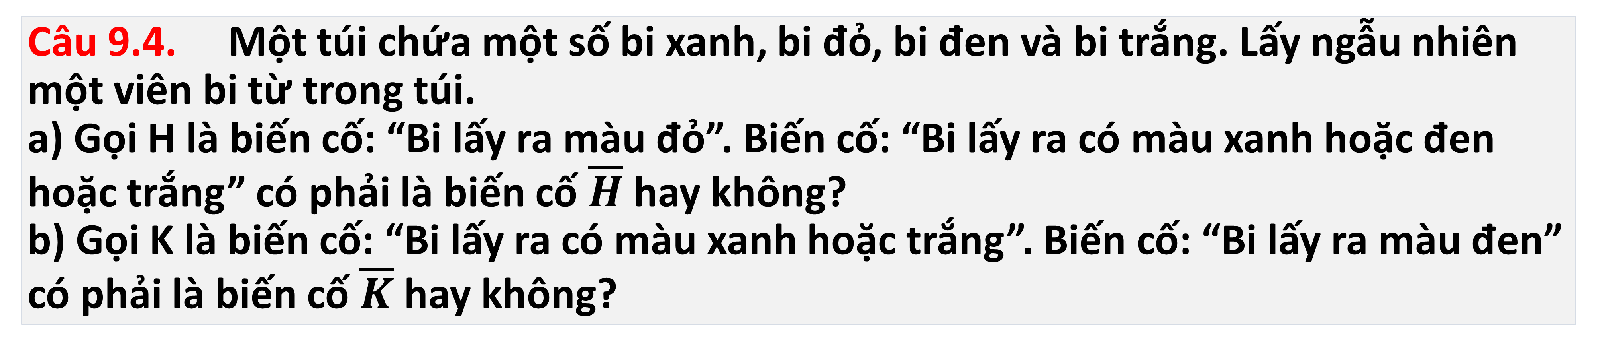 Câu 9.4. Một túi chứa một số bi xanh, bi đỏ, bi đen và bi trắng. Lấy ngẫu nhiên
một viên bi từ trong túi.
a) Gọi H là biến cố: “Bi lấy ra màu đỏ”. Biến cố: “Bi lấy ra có màu xanh hoặc đen
hoặc trắng” có phải là biến cố H̅ hay không?
b) Gọi K là biến cố: “Bi lấy ra có màu xanh hoặc trắng”. Biến cố: “Bi lấy ra màu đen”
có phải là biến cố K̅ hay không?